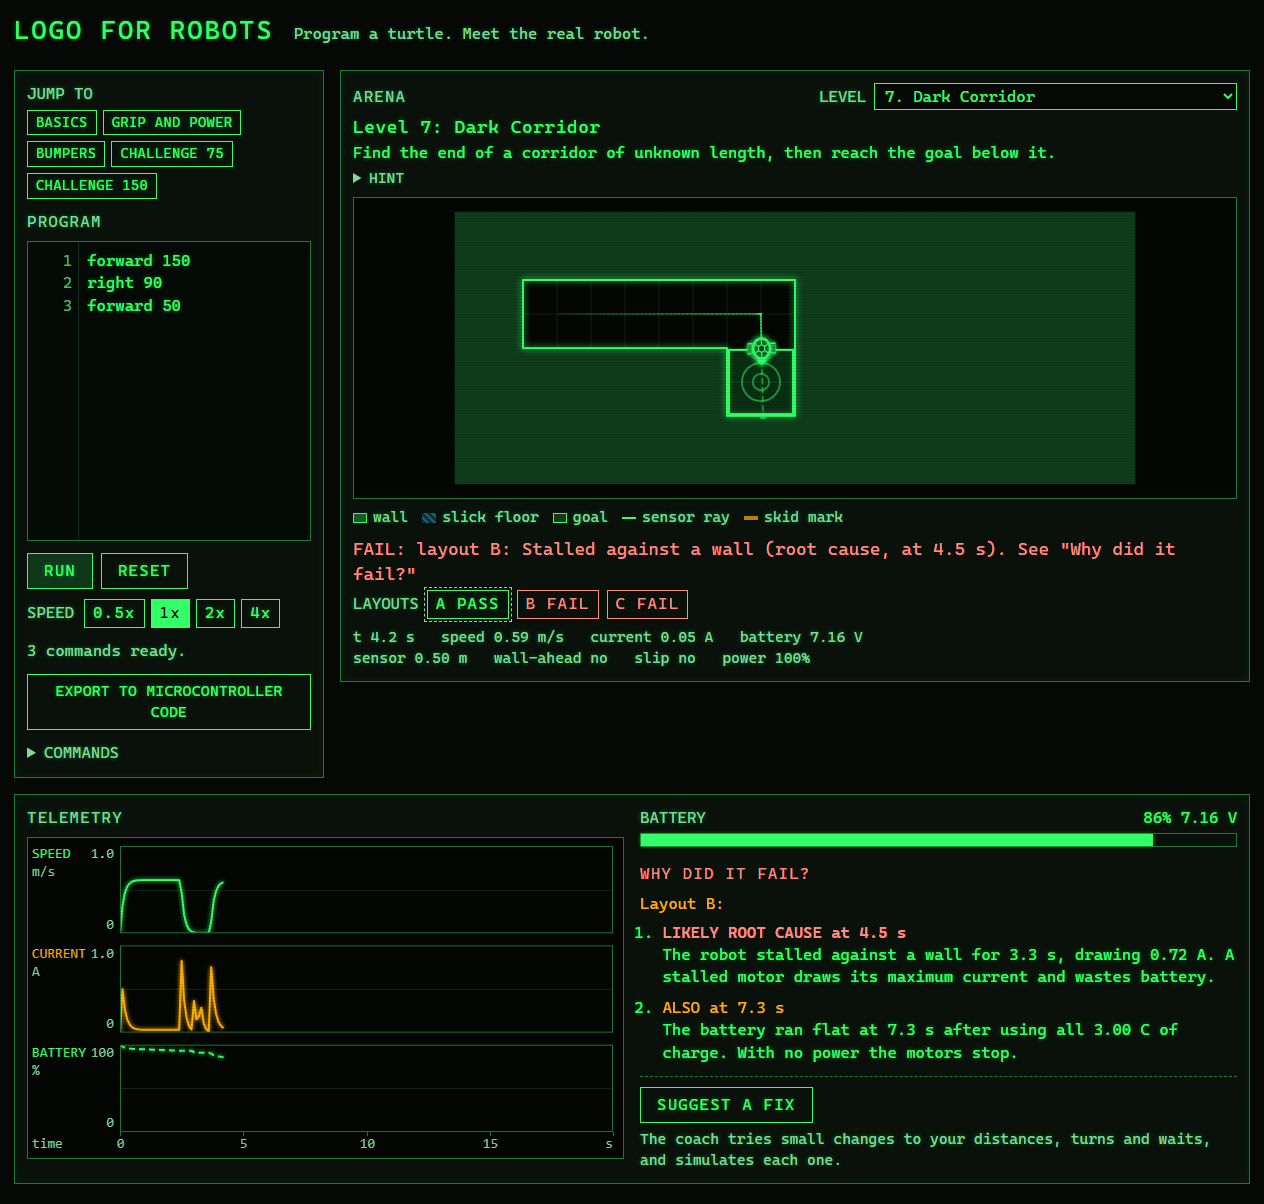 LOGO FOR ROBOTS Program a turtle. Meet the real robot.
JUMP TO
BASICS GRIP AND POWER
BUMPERS CHALLENGE 75
CHALLENGE 150
PROGRAM
1 forward 150
2 right 90
3 forward 50
RUN RESET
SPEED 0.5x 1x 2x 4x
3 commands ready.
EXPORT TO MICROCONTROLLER
CODE
▶ COMMANDS
ARENA LEVEL 7. Dark Corridor
Level 7: Dark Corridor
Find the end of a corridor of unknown length, then reach the goal below it.
▶ HINT
wall slick floor goal sensor ray skid mark
FAIL: layout B: Stalled against a wall (root cause, at 4.5 s). See "Why did it
fail?"
LAYOUTS A PASS B FAIL C FAIL
t 4.2 s speed 0.59 m/s current 0.05 A battery 7.16 V
sensor 0.50 m wall-ahead no slip no power 100%
TELEMETRY
SPEED 1.0
m/s
0
CURRENT 1.0
A
0
BATTERY 100
%
0
time 0 5 10 15 s
BATTERY 86% 7.16 V
WHY DID IT FAIL?
Layout B:
1. LIKELY ROOT CAUSE at 4.5 s
The robot stalled against a wall for 3.3 s, drawing 0.72 A. A
stalled motor draws its maximum current and wastes battery.
2. ALSO at 7.3 s
The battery ran flat at 7.3 s after using all 3.00 C of
charge. With no power the motors stop.
SUGGEST A FIX
The coach tries small changes to your distances, turns and waits,
and simulates each one.